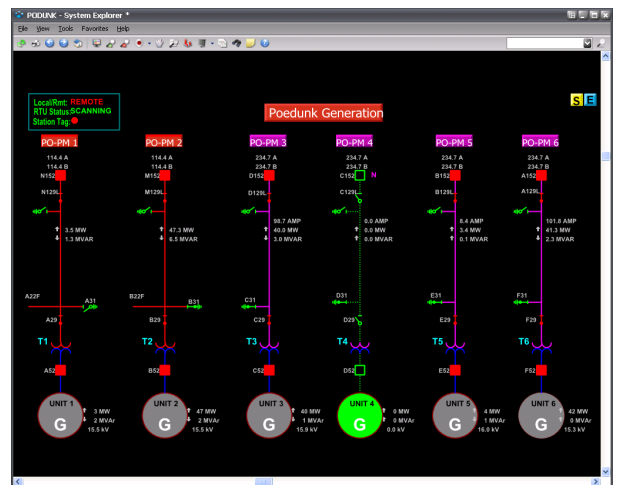 PODUNK - System Explorer *
File View Tools Favorites Help
S E
Local/Rmt: REMOTE
RTU Status: SCANNING
Station Tag:
Poedunk Generation
PO-PM 1 PO-PM 2 PO-PM 3 PO-PM 4 PO-PM 5 PO-PM 6
114.4 A 114.4 A 234.7 A 234.7 A 234.7 A 234.7 A
114.4 B 114.4 B 234.7 B 234.7 B 234.7 B 234.7 B
N152 M152 D152 C152 N B152 A152
N129L M129L D129L C129L B129L A129L
98.7 AMP 0.0 AMP 8.4 AMP 101.8 AMP
3.5 MW 47.3 MW 40.0 MW 0.0 MW 3.4 MW 41.3 MW
1.3 MVAR 6.5 MVAR 3.0 MVAR 0.0 MVAR 0.1 MVAR 2.3 MVAR
A22F A31 B22F B31 C31 D31 E31 F31
A29 B29 C29 D29 E29 F29
T1 T2 T3 T4 T5 T6
A52 B52 C52 D52 E52 F52
UNIT 1 UNIT 2 UNIT 3 UNIT 4 UNIT 5 UNIT 6
3 MW 47 MW 40 MW 0 MW 4 MW 42 MW
G G G G G G
2 MVAr 2 MVAr 1 MVAr 0 MVAr 1 MVAr 0 MVAr
15.5 kV 15.5 kV 15.9 kV 0.0 kV 16.0 kV 15.3 kV